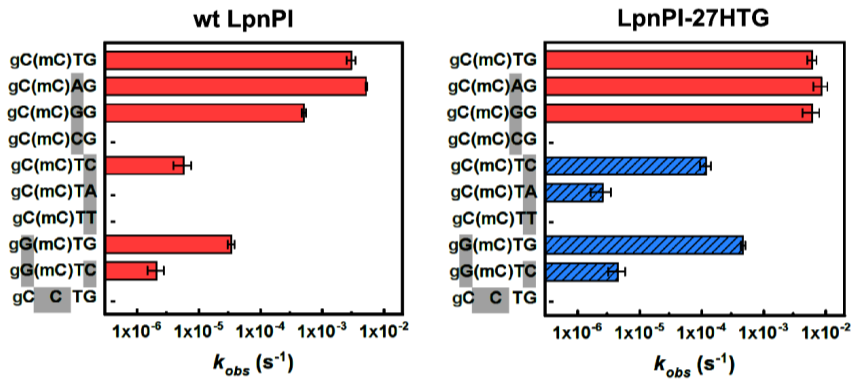 wt LpnPI
gC(mC)TG
gC(mC)AG
gC(mC)GG
gC(mC)CG
gC(mC)TC
gC(mC)TA
gC(mC)TT
gG(mC)TG
gG(mC)TC
gC C TG
1x10⁻⁶ 1x10⁻⁵ 1x10⁻⁴ 1x10⁻³ 1x10⁻²
kobs (s⁻¹)
LpnPI-27HTG
gC(mC)TG
gC(mC)AG
gC(mC)GG
gC(mC)CG
gC(mC)TC
gC(mC)TA
gC(mC)TT
gG(mC)TG
gG(mC)TC
gC C TG
1x10⁻⁶ 1x10⁻⁵ 1x10⁻⁴ 1x10⁻³ 1x10⁻²
kobs (s⁻¹)